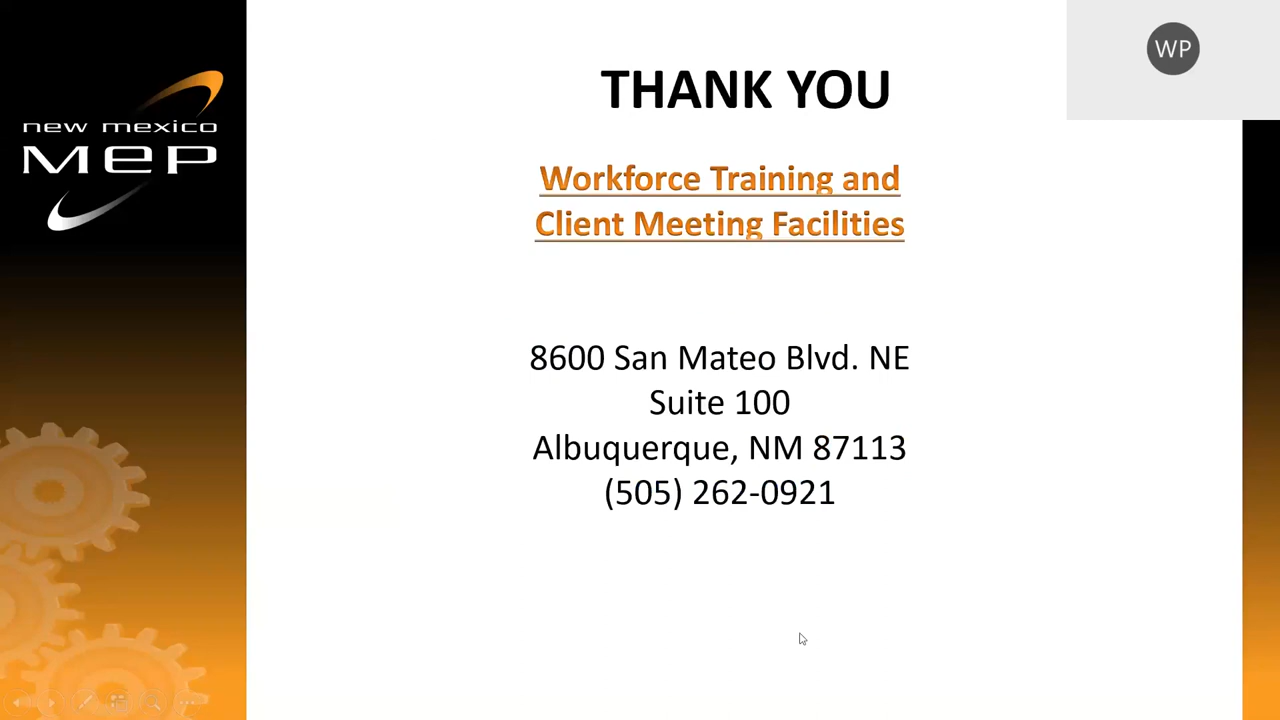 new mexico
MEP
THANK YOU
WP
Workforce Training and
Client Meeting Facilities
8600 San Mateo Blvd. NE
Suite 100
Albuquerque, NM 87113
(505) 262-0921